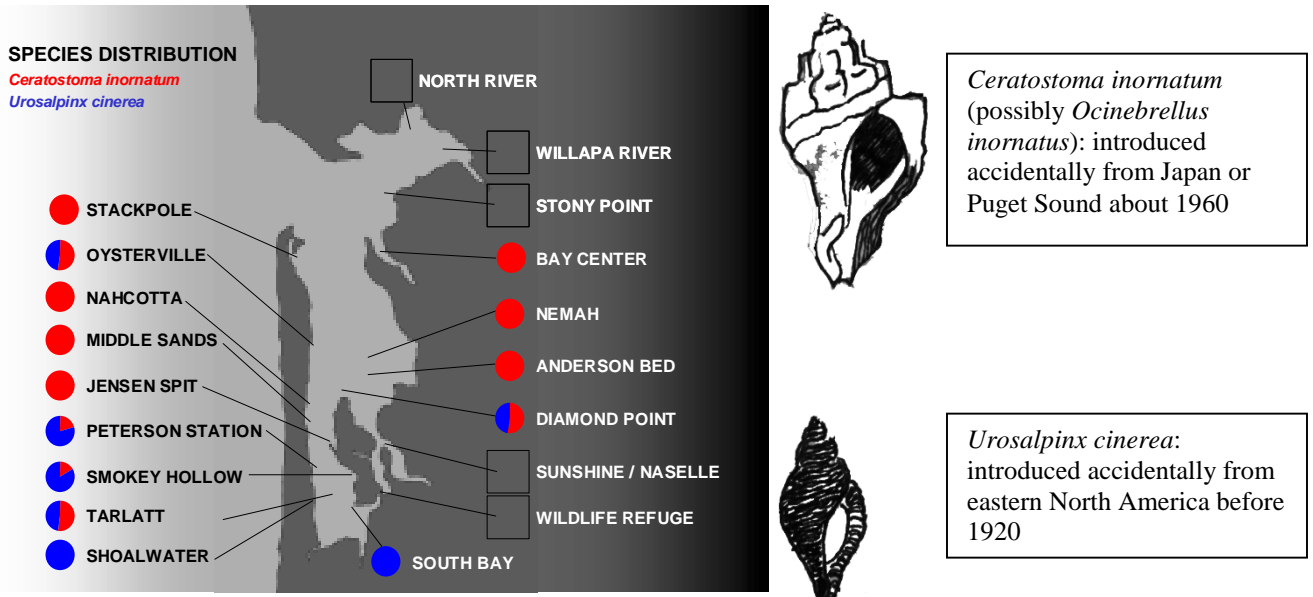 SPECIES DISTRIBUTION
Ceratostoma inornatum
Urosalpinx cinerea
NORTH RIVER
WILLAPA RIVER
STONY POINT
STACKPOLE
OYSTERVILLE
NAHCOTTA
MIDDLE SANDS
JENSEN SPIT
PETERSON STATION
SMOKEY HOLLOW
TARLATT
SHOALWATER
BAY CENTER
NEMAH
ANDERSON BED
DIAMOND POINT
SUNSHINE / NASELLE
WILDLIFE REFUGE
SOUTH BAY
Ceratostoma inornatum
(possibly Ocinebrellus
inornatus): introduced
accidentally from Japan or
Puget Sound about 1960
Urosalpinx cinerea:
introduced accidentally from
eastern North America before
1920